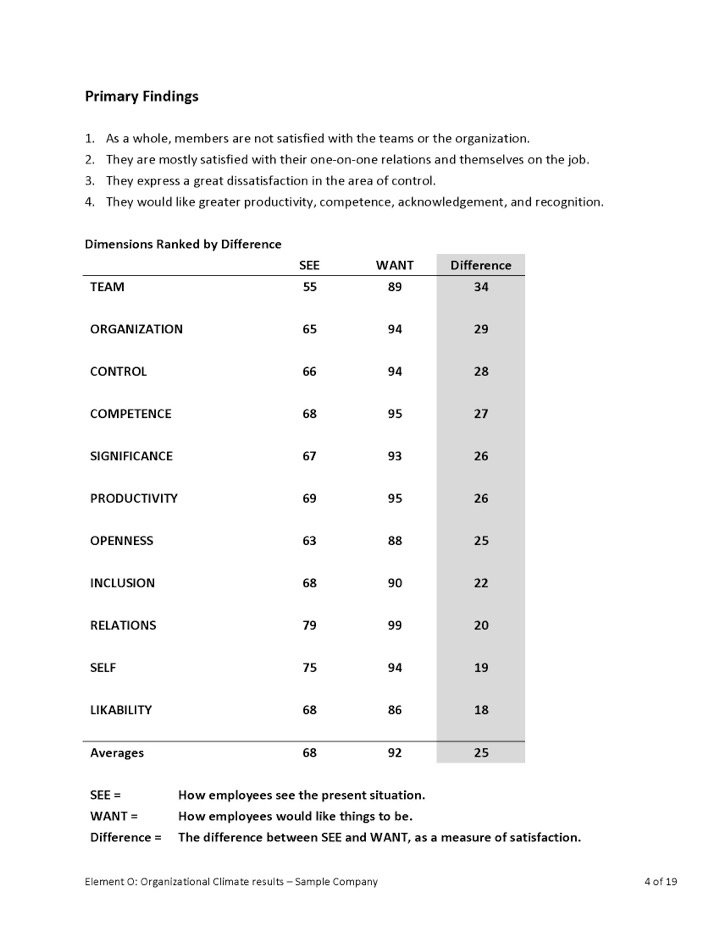 Primary Findings
1. As a whole, members are not satisfied with the teams or the organization.
2. They are mostly satisfied with their one-on-one relations and themselves on the job.
3. They express a great dissatisfaction in the area of control.
4. They would like greater productivity, competence, acknowledgement, and recognition.
Dimensions Ranked by Difference
SEE WANT Difference
TEAM 55 89 34
ORGANIZATION 65 94 29
CONTROL 66 94 28
COMPETENCE 68 95 27
SIGNIFICANCE 67 93 26
PRODUCTIVITY 69 95 26
OPENNESS 63 88 25
INCLUSION 68 90 22
RELATIONS 79 99 20
SELF 75 94 19
LIKABILITY 68 86 18
Averages 68 92 25
SEE = How employees see the present situation.
WANT = How employees would like things to be.
Difference = The difference between SEE and WANT, as a measure of satisfaction.
Element O: Organizational Climate results – Sample Company 4 of 19